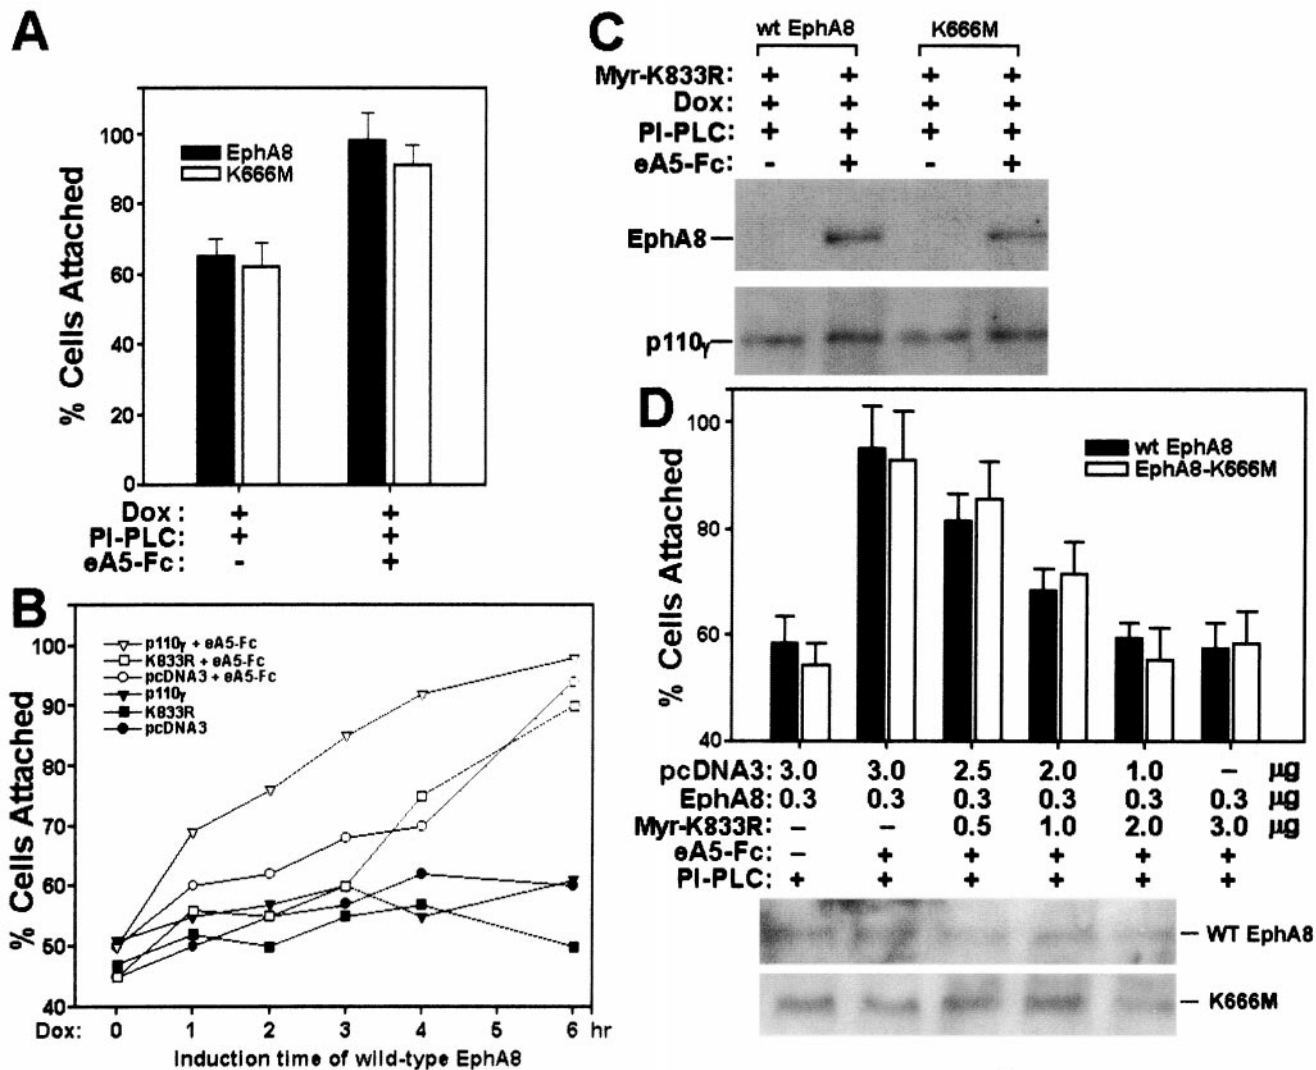 A
% Cells Attached
100
80
60
40
20
0
EphA8
K666M
Dox : + +
PI-PLC: + +
eA5-Fc: - +
B
% Cells Attached
100
90
80
70
60
50
40
p110γ + eA5-Fc
K833R + eA5-Fc
pcDNA3 + eA5-Fc
p110γ
K833R
pcDNA3
Dox: 0 1 2 3 4 5 6 hr
Induction time of wild-type EphA8
C
wt EphA8 K666M
Myr-K833R: + + + +
Dox: + + + +
PI-PLC: + + + +
eA5-Fc: - + - +
EphA8
p110γ
D
% Cells Attached
100
80
60
40
wt EphA8
EphA8-K666M
pcDNA3: 3.0 3.0 2.5 2.0 1.0 – μg
EphA8: 0.3 0.3 0.3 0.3 0.3 0.3 μg
Myr-K833R: – – 0.5 1.0 2.0 3.0 μg
eA5-Fc: – + + + + +
PI-PLC: + + + + + +
WT EphA8
K666M